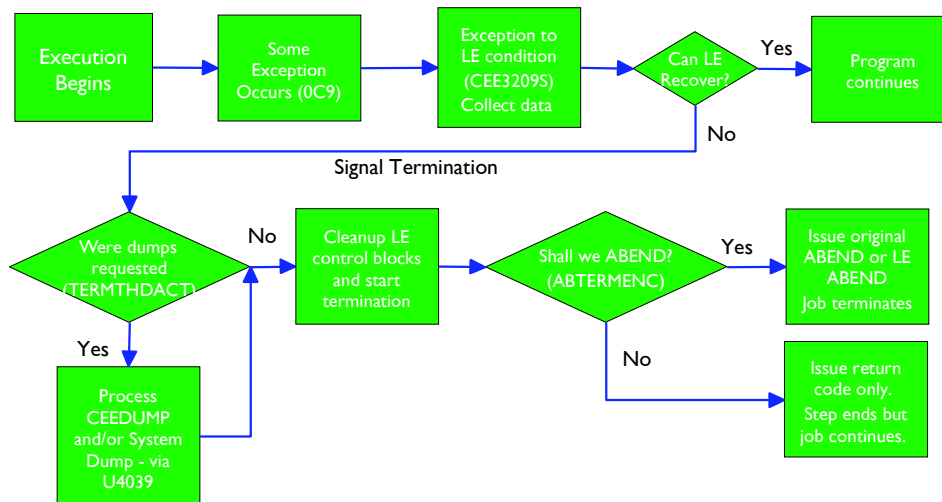 Execution
Begins
Some
Exception
Occurs (0C9)
Exception to
LE condition
(CEE3209S)
Collect data
Can LE
Recover?
Yes
Program
continues
No
Signal Termination
Were dumps
requested
(TERMTHDACT)
No
Cleanup LE
control blocks
and start
termination
Shall we ABEND?
(ABTERMENC)
Yes
Issue original
ABEND or LE
ABEND
Job terminates
Yes
No
Process
CEEDUMP
and/or System
Dump - via
U4039
Issue return
code only.
Step ends but
job continues.